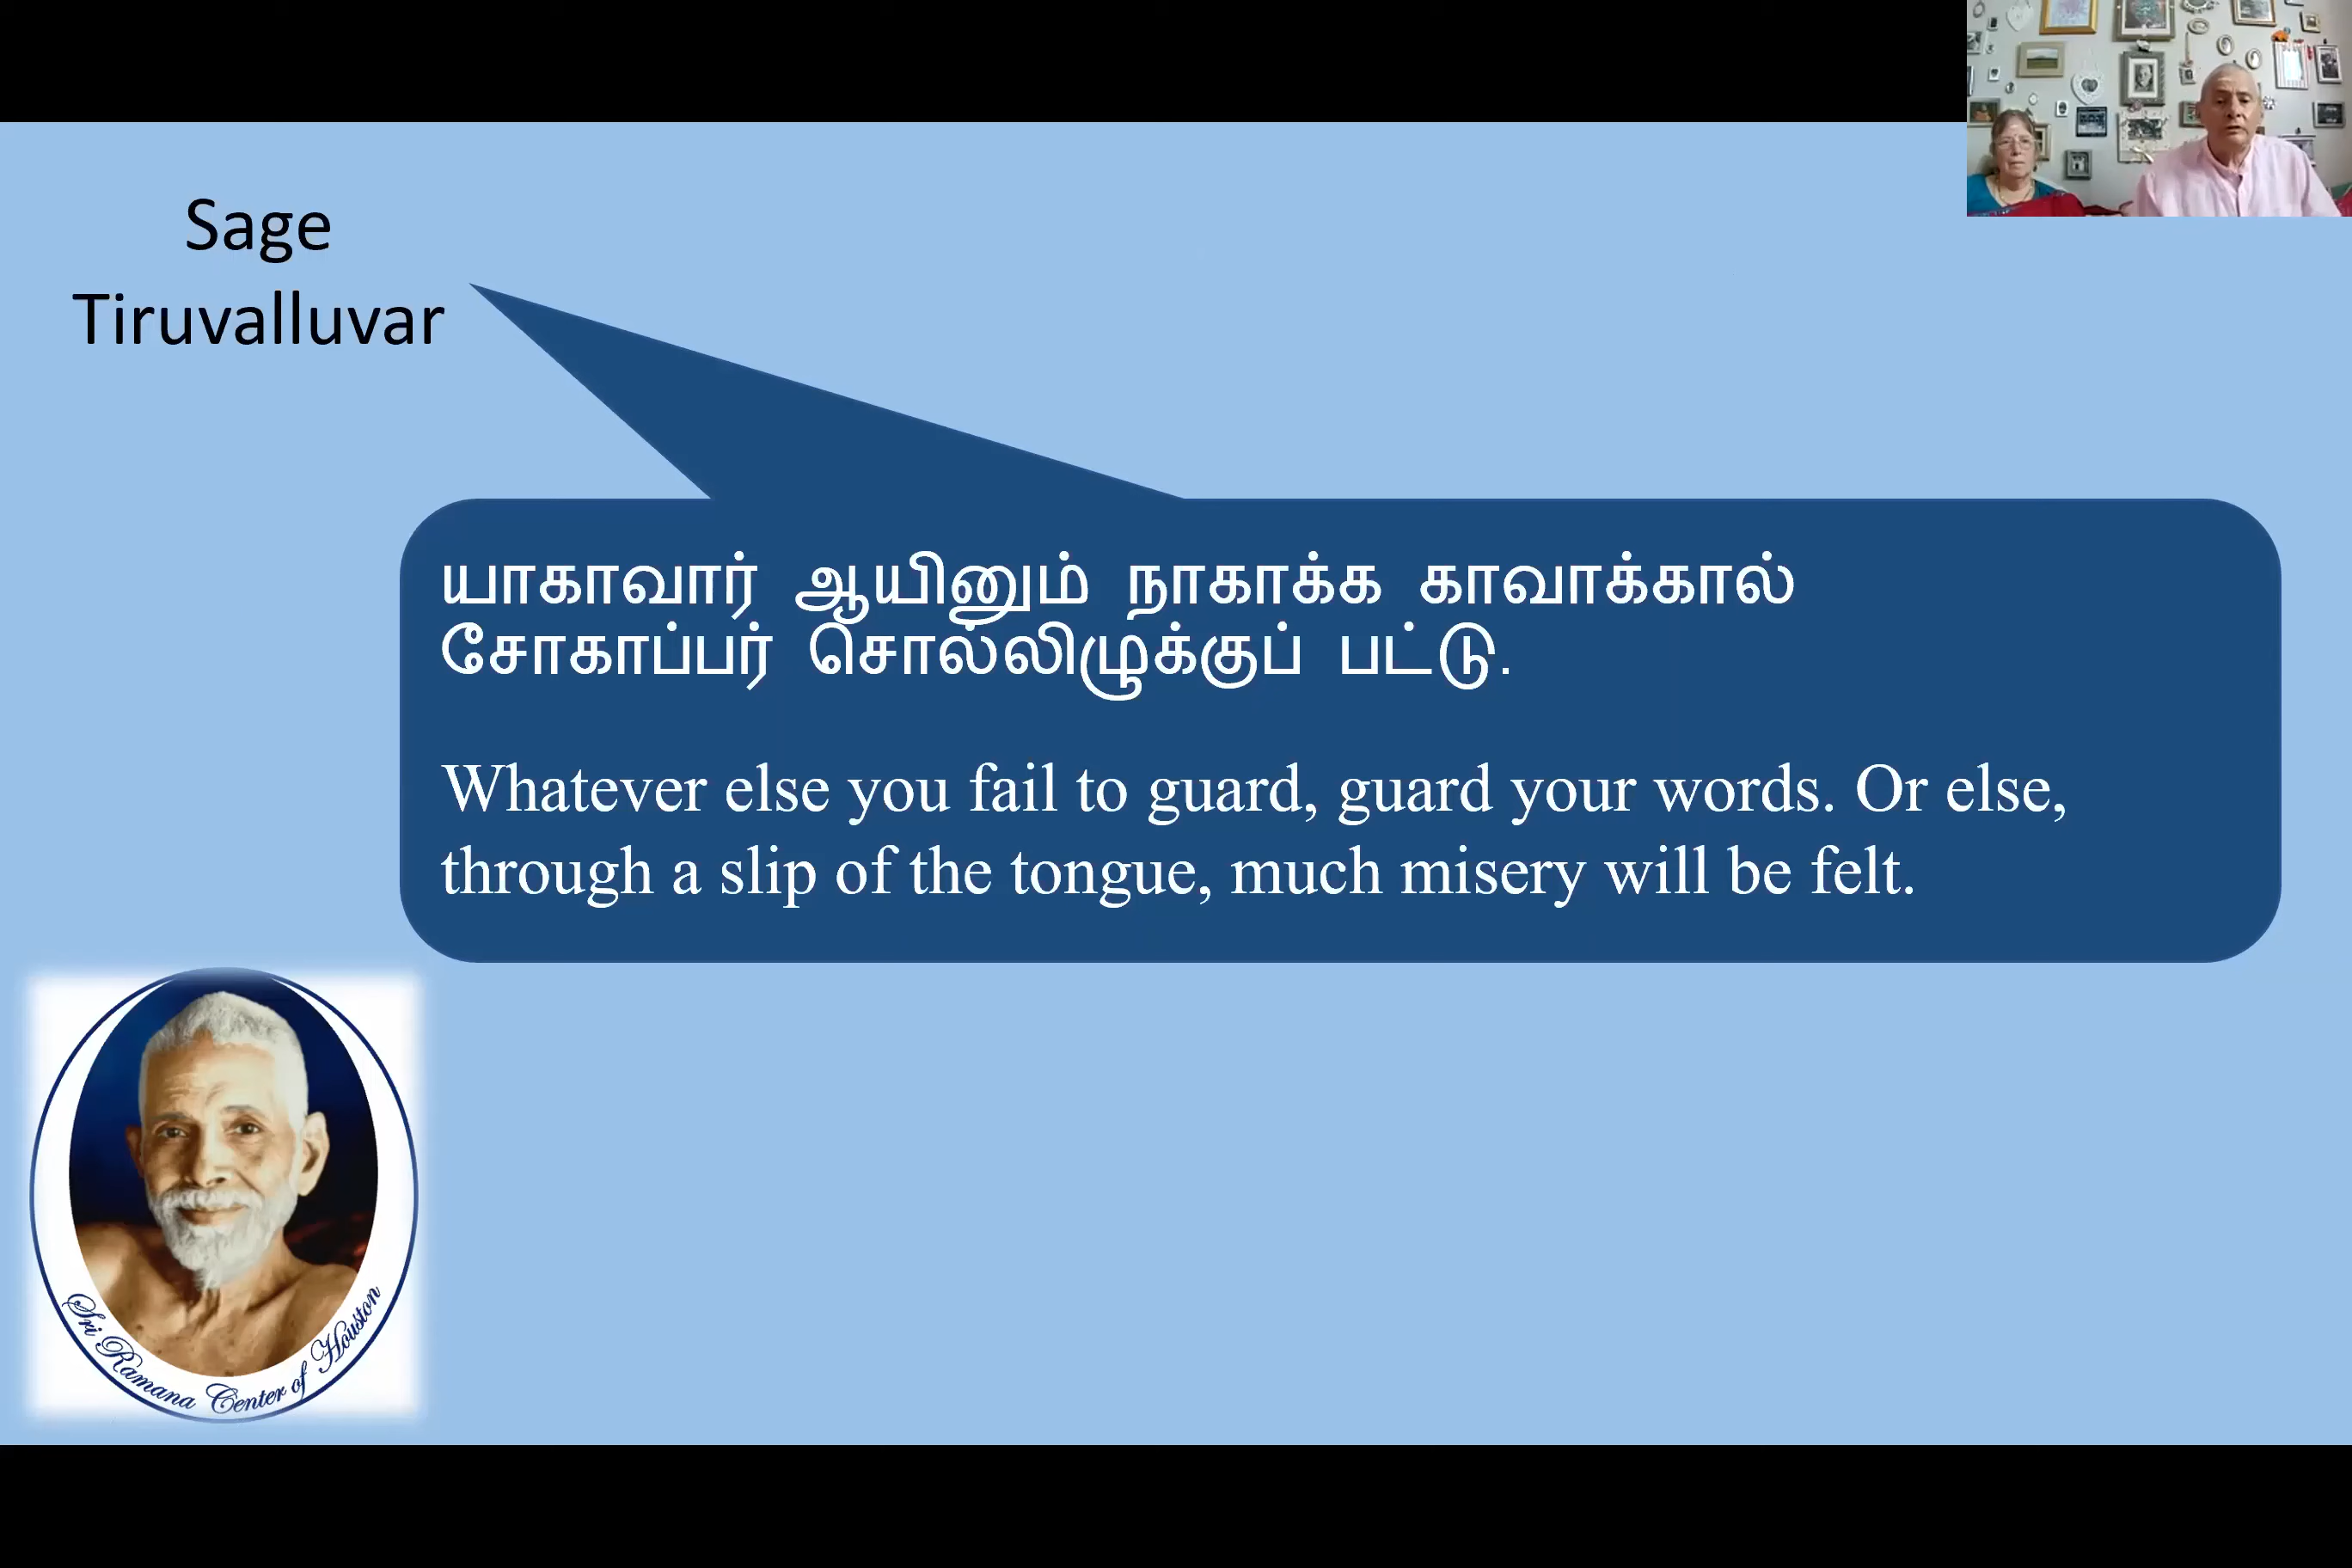 Sage
Tiruvalluvar
யாகாவார் ஆயினும் நாகாக்க காவாக்கால்
சோகாப்பர் சொல்லிழுக்குப் பட்டு.
Whatever else you fail to guard, guard your words. Or else,
through a slip of the tongue, much misery will be felt.
Sri Ramana Center of Houston